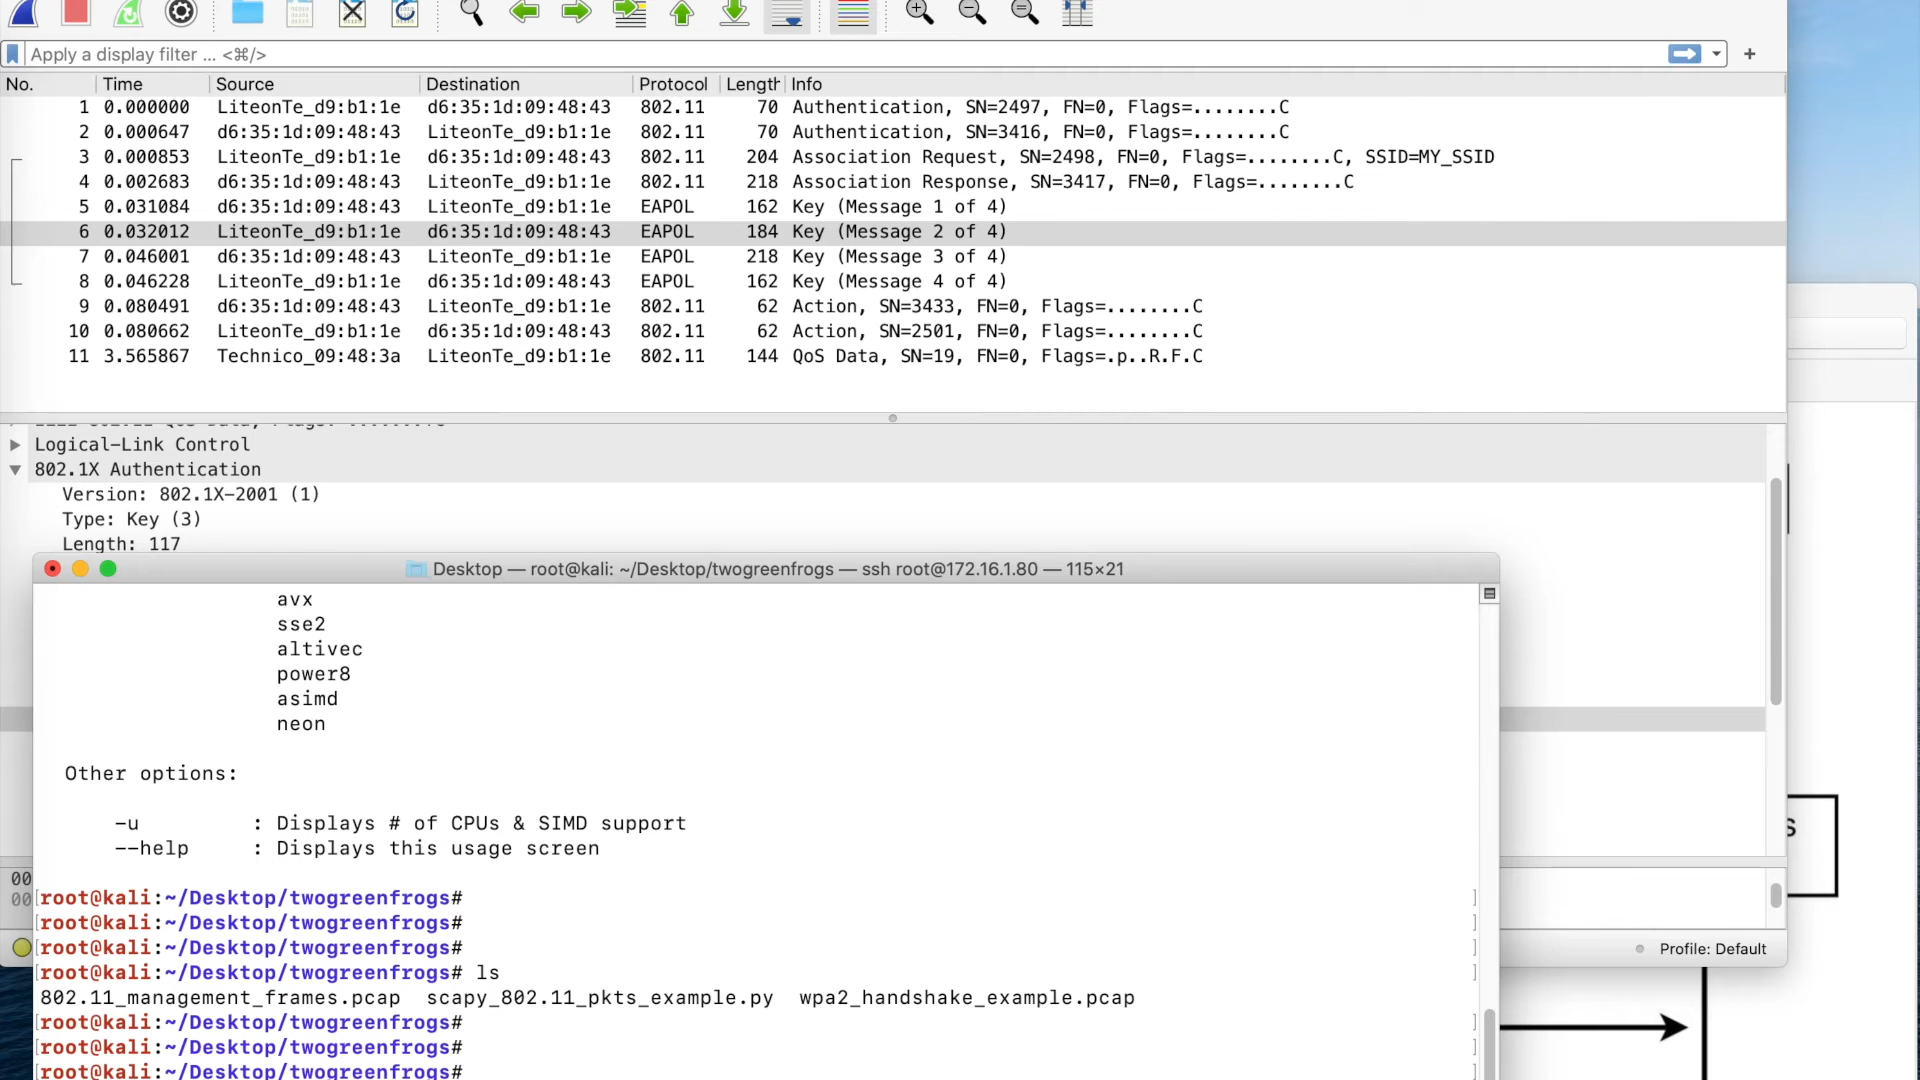 Apply a display filter ... <⌘/>
No. Time Source Destination Protocol Length Info
1 0.000000 LiteonTe_d9:b1:1e d6:35:1d:09:48:43 802.11 70 Authentication, SN=2497, FN=0, Flags=........C
2 0.000647 d6:35:1d:09:48:43 LiteonTe_d9:b1:1e 802.11 70 Authentication, SN=3416, FN=0, Flags=........C
3 0.000853 LiteonTe_d9:b1:1e d6:35:1d:09:48:43 802.11 204 Association Request, SN=2498, FN=0, Flags=........C, SSID=MY_SSID
4 0.002683 d6:35:1d:09:48:43 LiteonTe_d9:b1:1e 802.11 218 Association Response, SN=3417, FN=0, Flags=........C
5 0.031084 d6:35:1d:09:48:43 LiteonTe_d9:b1:1e EAPOL 162 Key (Message 1 of 4)
6 0.032012 LiteonTe_d9:b1:1e d6:35:1d:09:48:43 EAPOL 184 Key (Message 2 of 4)
7 0.046001 d6:35:1d:09:48:43 LiteonTe_d9:b1:1e EAPOL 218 Key (Message 3 of 4)
8 0.046228 LiteonTe_d9:b1:1e d6:35:1d:09:48:43 EAPOL 162 Key (Message 4 of 4)
9 0.080491 d6:35:1d:09:48:43 LiteonTe_d9:b1:1e 802.11 62 Action, SN=3433, FN=0, Flags=........C
10 0.080662 LiteonTe_d9:b1:1e d6:35:1d:09:48:43 802.11 62 Action, SN=2501, FN=0, Flags=........C
11 3.565867 Technico_09:48:3a LiteonTe_d9:b1:1e 802.11 144 QoS Data, SN=19, FN=0, Flags=.p..R.F.C
Logical-Link Control
802.1X Authentication
Version: 802.1X-2001 (1)
Type: Key (3)
Length: 117
Desktop — root@kali: ~/Desktop/twogreenfrogs — ssh root@172.16.1.80 — 115×21
avx
sse2
altivec
power8
asimd
neon
Other options:
-u : Displays # of CPUs & SIMD support
--help : Displays this usage screen
00
00
[root@kali:~/Desktop/twogreenfrogs# ]
[root@kali:~/Desktop/twogreenfrogs# ]
[root@kali:~/Desktop/twogreenfrogs# ]
[root@kali:~/Desktop/twogreenfrogs# ls ]
802.11_management_frames.pcap scapy_802.11_pkts_example.py wpa2_handshake_example.pcap
[root@kali:~/Desktop/twogreenfrogs# ]
[root@kali:~/Desktop/twogreenfrogs# ]
[root@kali:~/Desktop/twogreenfrogs# ]
Profile: Default